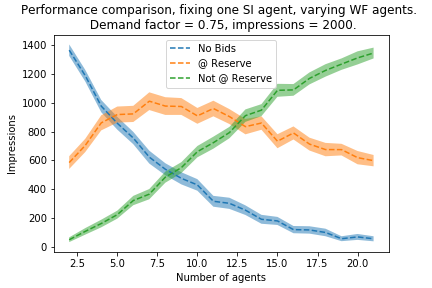 Performance comparison, fixing one SI agent, varying WF agents.
Demand factor = 0.75, impressions = 2000.
No Bids
@ Reserve
Not @ Reserve
Impressions
1400
1200
1000
800
600
400
200
0
2.5 5.0 7.5 10.0 12.5 15.0 17.5 20.0
Number of agents